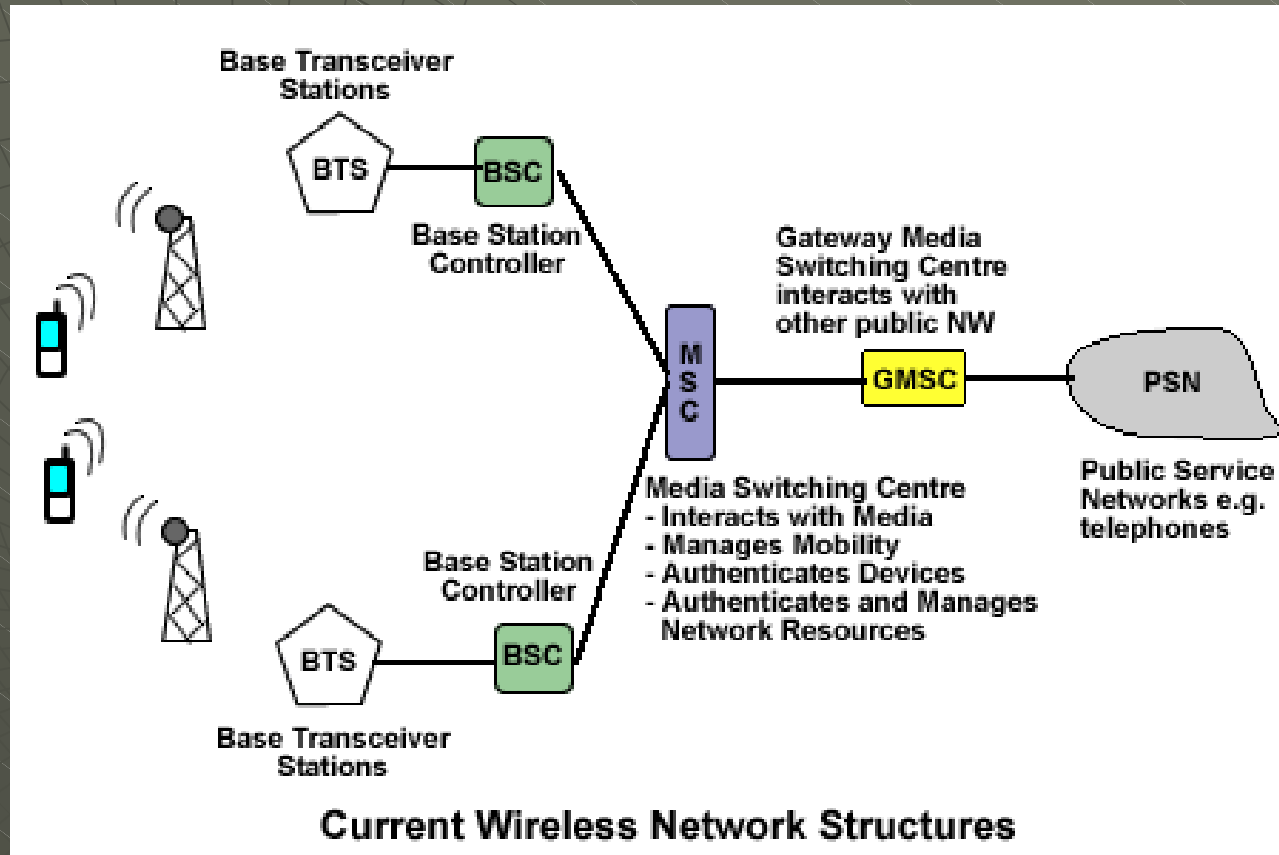 Base Transceiver
Stations
BTS
BSC
Base Station
Controller
Gateway Media
Switching Centre
interacts with
other public NW
M
S
C
GMSC
PSN
Public Service
Networks e.g.
telephones
Media Switching Centre
- Interacts with Media
- Manages Mobility
- Authenticates Devices
- Authenticates and Manages
Network Resources
Base Station
Controller
BTS
BSC
Base Transceiver
Stations
Current Wireless Network Structures